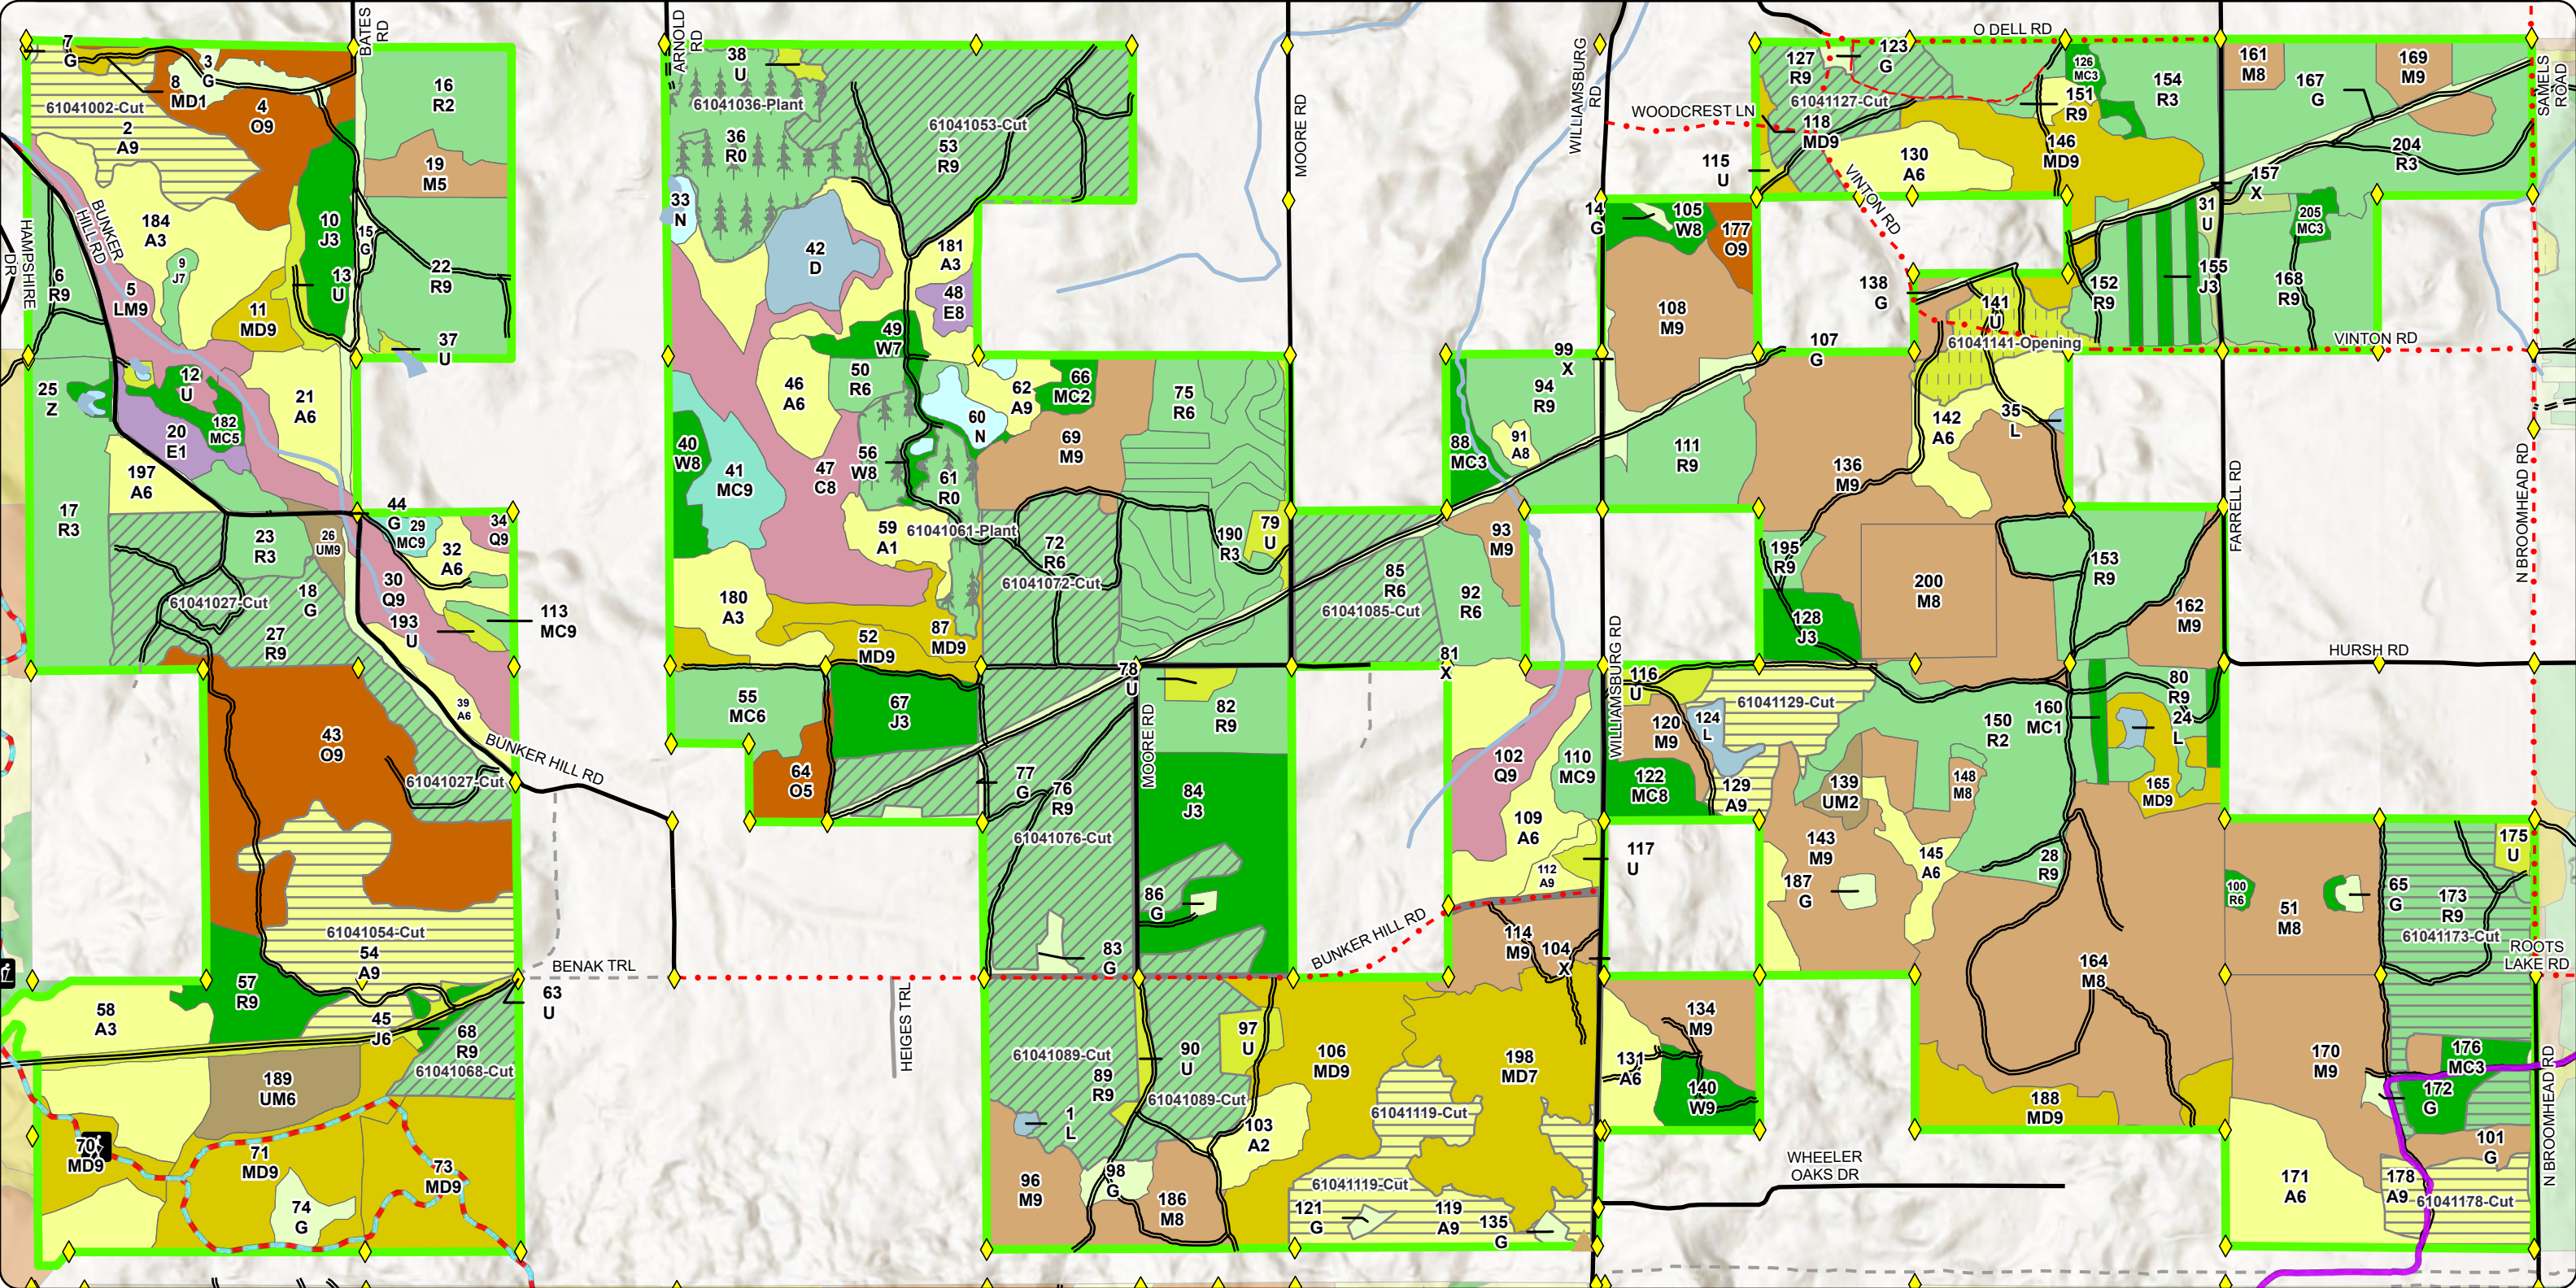 7
G
3
G
8
MD1
61041002-Cut
2
A9
4
O9
BATES
RD
16
R2
19
M5
184
A3
9
J7
10
J3
15
G
13
U
22
R9
HAMPSHIRE
DR
BUNKER
HILL RD
6
R9
5
LM9
11
MD9
37
U
25
Z
12
U
182
MC5
20
E1
21
A6
197
A6
17
R3
23
R3
26
UM9
44
G
29
MC9
34
Q9
32
A6
30
Q9
18
G
61041027-Cut
27
R9
193
U
113
MC9
39
A6
43
O9
61041027-Cut
BUNKER HILL RD
61041054-Cut
54
A9
57
R9
58
A3
45
J6
63
U
68
R9
61041068-Cut
189
UM6
70
MD9
71
MD9
73
MD9
74
G
BENAK TRL
HEIGES TRL
ARNOLD
RD
38
U
61041036-Plant
36
R0
61041053-Cut
53
R9
33
N
42
D
181
A3
48
E8
49
W7
50
R6
46
A6
62
A9
66
MC2
60
N
75
R6
69
M9
40
W8
41
MC9
47
C8
56
W8
61
R0
59
A1
61041061-Plant
72
R6
61041072-Cut
190
R3
79
U
180
A3
52
MD9
87
MD9
55
MC6
67
J3
64
O5
78
U
82
R9
MOORE RD
77
G
76
R9
61041076-Cut
84
J3
86
G
83
G
61041089-Cut
89
R9
90
U
61041089-Cut
97
U
1
L
96
M9
98
G
186
M8
103
A2
106
MD9
198
MD7
61041119-Cut
61041119-Cut
121
G
119
A9
135
G
BUNKER HILL RD
MOORE RD
WILLIAMSBURG
RD
WOODCREST LN
O DELL RD
127
R9
123
G
61041127-Cut
118
MD9
115
U
130
A6
126
MC3
151
R9
146
MD9
154
R3
161
M8
167
G
169
M9
204
R3
SAMELS
ROAD
VINTON RD
14
G
105
W8
177
O9
108
M9
138
G
141
U
61041141-Opening
152
R9
155
J3
31
U
157
X
205
MC3
168
R9
VINTON RD
99
X
94
R9
91
A8
88
MC3
107
G
111
R9
142
A6
35
L
136
M9
93
M9
85
R6
61041085-Cut
92
R6
195
R9
200
M8
153
R9
128
J3
162
M9
FARRELL RD
N BROOMHEAD RD
HURSH RD
81
X
WILLIAMSBURG RD
116
U
61041129-Cut
120
M9
124
L
129
A9
122
MC8
102
Q9
110
MC9
109
A6
112
A9
117
U
150
R2
160
MC1
80
R9
24
L
165
MD9
139
UM2
148
M8
143
M9
145
A6
187
G
28
R9
114
M9
104
X
134
M9
131
A6
140
W9
164
M8
188
MD9
100
R6
51
M8
65
G
173
R9
61041173-Cut
175
U
ROOTS
LAKE RD
170
M9
176
MC3
172
G
101
G
171
A6
178
A9
61041178-Cut
N BROOMHEAD RD
WHEELER
OAKS DR